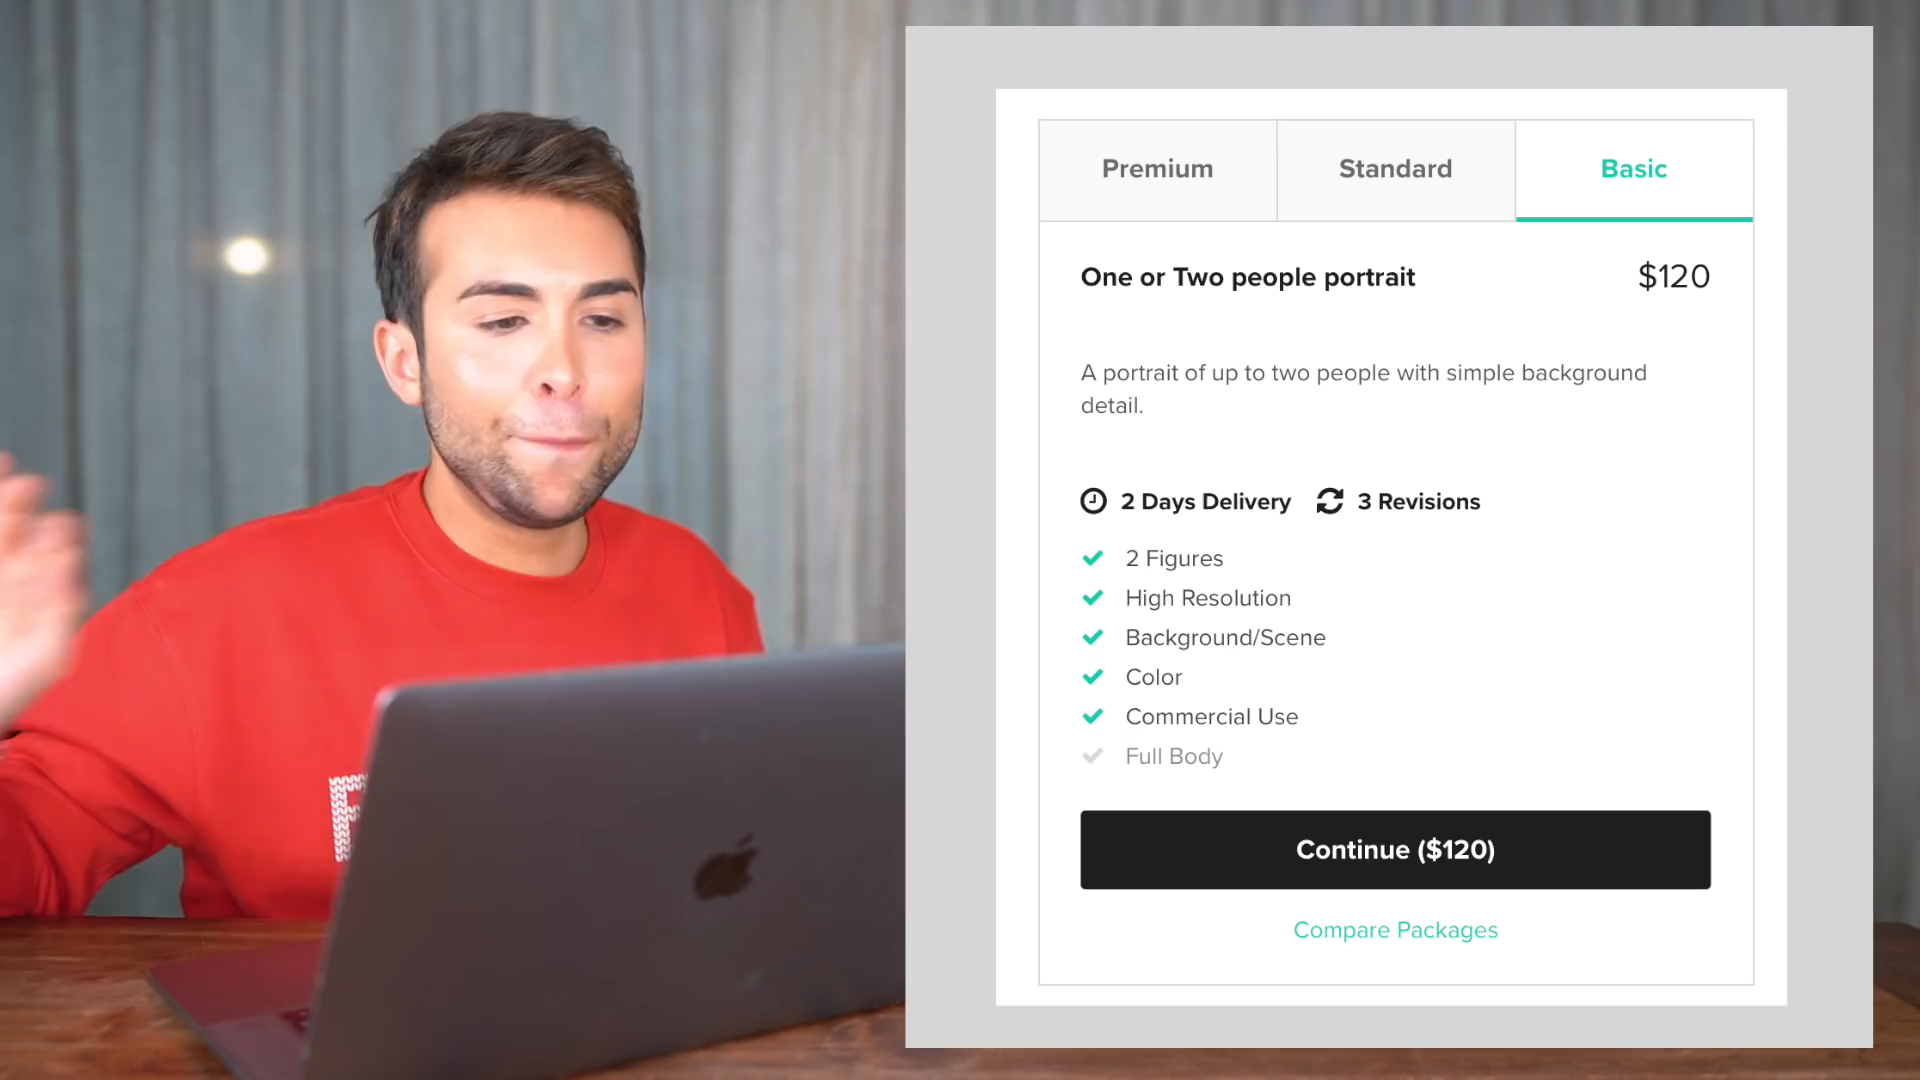 Premium
Standard
Basic
One or Two people portrait
$120
A portrait of up to two people with simple background
detail.
2 Days Delivery
3 Revisions
2 Figures
High Resolution
Background/Scene
Color
Commercial Use
Full Body
Continue ($120)
Compare Packages